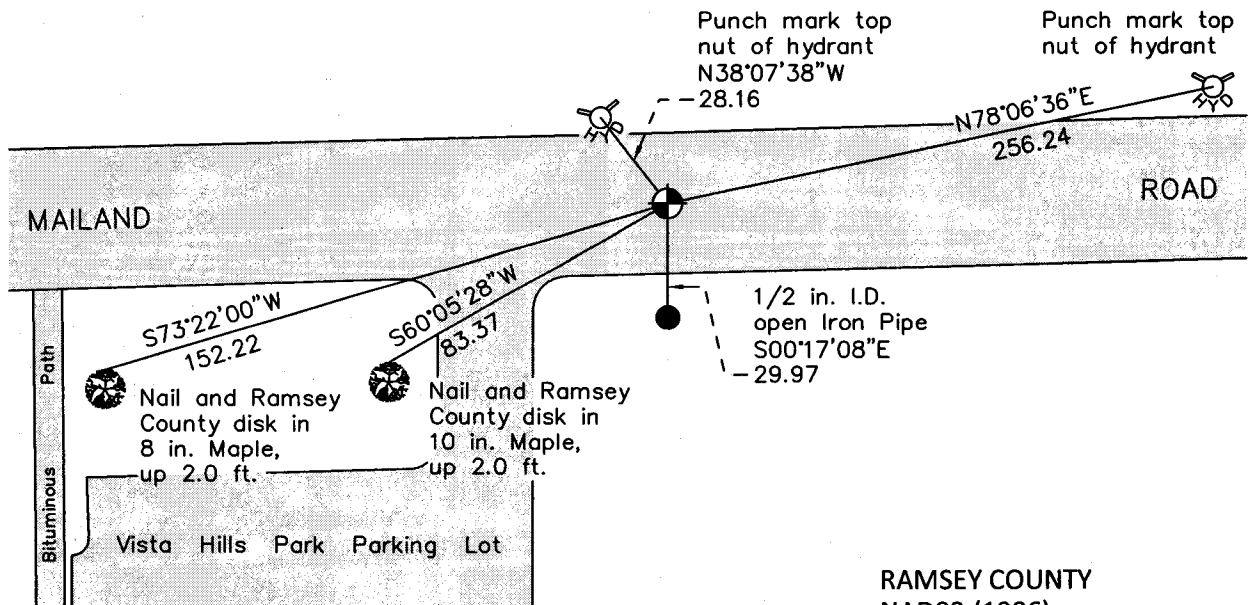 Punch mark top
nut of hydrant
N38°07'38"W
28.16
Punch mark top
nut of hydrant
HYD
HYD
N78°06'36"E
256.24
MAILAND
ROAD
S73°22'00"W
152.22
S60°05'28"W
83.37
1/2 in. I.D.
open Iron Pipe
S00°17'08"E
29.97
Bituminous Path
Nail and Ramsey
County disk in
8 in. Maple,
up 2.0 ft.
Nail and Ramsey
County disk in
10 in. Maple,
up 2.0 ft.
Vista Hills Park Parking Lot
RAMSEY COUNTY